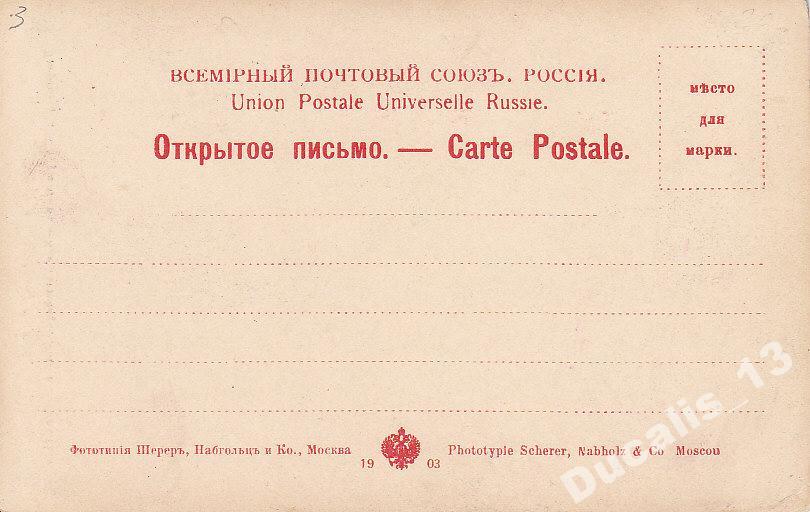 3
ВСЕМІРНЫЙ ПОЧТОВЫЙ СОЮЗЪ. РОССІЯ.
Union Postale Universelle Russie.
Открытое письмо. — Carte Postale.
мѣсто
для
марки.
Фототипія Шереръ, Набгольцъ и Ко., Москва
Phototypie Scherer, Nabholz & Co Moscou
19 03
Ducalis_13